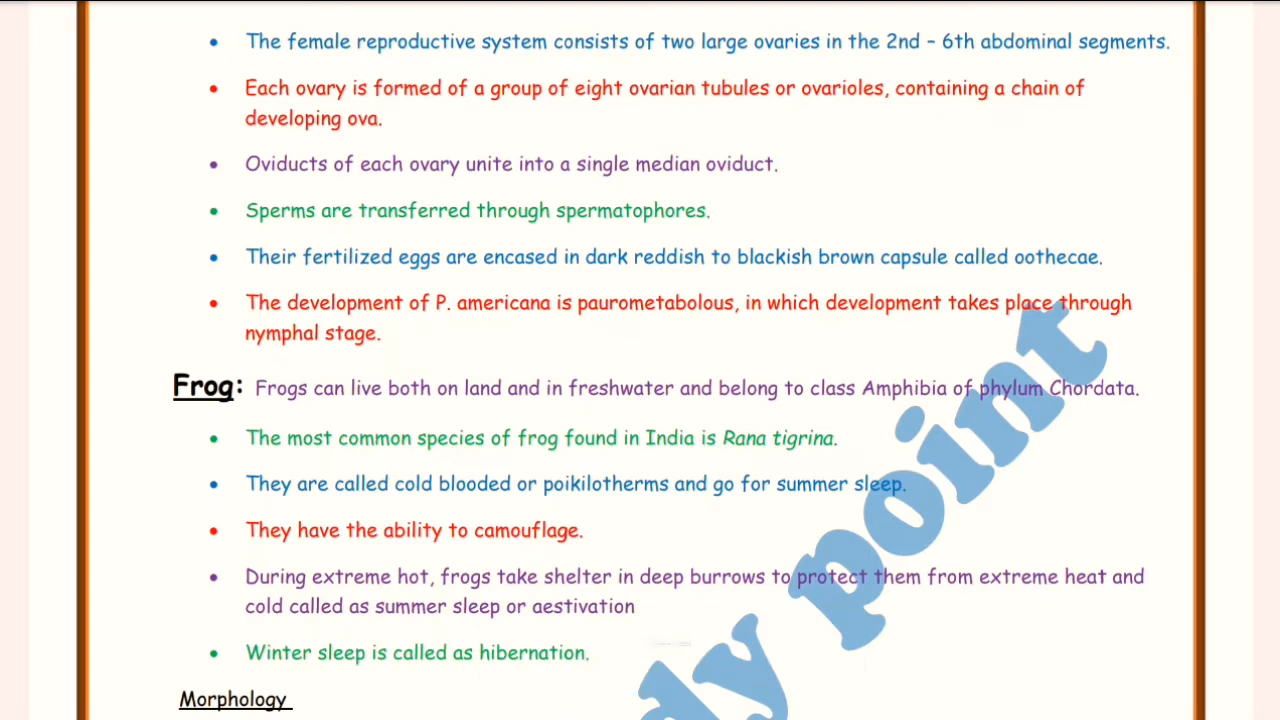 • The female reproductive system consists of two large ovaries in the 2nd – 6th abdominal segments.
• Each ovary is formed of a group of eight ovarian tubules or ovarioles, containing a chain of
developing ova.
• Oviducts of each ovary unite into a single median oviduct.
• Sperms are transferred through spermatophores.
• Their fertilized eggs are encased in dark reddish to blackish brown capsule called oothecae.
• The development of P. americana is paurometabolous, in which development takes place through
nymphal stage.
Frog: Frogs can live both on land and in freshwater and belong to class Amphibia of phylum Chordata.
• The most common species of frog found in India is Rana tigrina.
• They are called cold blooded or poikilotherms and go for summer sleep.
• They have the ability to camouflage.
• During extreme hot, frogs take shelter in deep burrows to protect them from extreme heat and
cold called as summer sleep or aestivation
• Winter sleep is called as hibernation.
Morphology
dy point